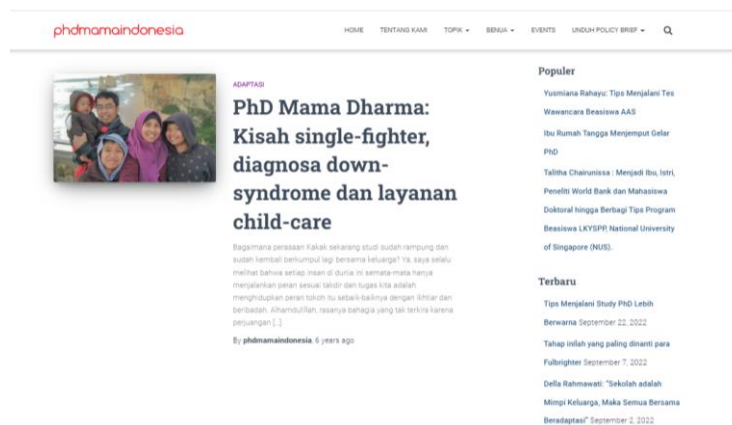 phdmamaindonesia
HOME TENTANG KAMI TOPIK BENUA EVENTS UNDUH POLICY BRIEF
ADAPTASI
PhD Mama Dharma:
Kisah single-fighter,
diagnosa down-
syndrome dan layanan
child-care
Bagaimana perasaan Kakak sekarang studi sudah rampung dan
sudah kembali berkumpul lagi bersama keluarga? Ya, saya selalu
melihat bahwa setiap insan di dunia ini semata-mata hanya
menjalankan peran sesuai takdir dan tugas kita adalah
menghidupkan peran tokoh itu sebaik-baiknya dengan ikhtiar dan
beribadah. Alhamdulillah, rasanya bahagia yang tak terkira karena
perjuangan […]
By phdmamaindonesia, 6 years ago
Populer
Yusmiana Rahayu: Tips Menjalani Tes
Wawancara Beasiswa AAS
Ibu Rumah Tangga Menjemput Gelar
PhD
Talitha Chairunissa : Menjadi Ibu, Istri,
Peneliti World Bank dan Mahasiswa
Doktoral hingga Berbagi Tips Program
Beasiswa LKYSPP, National University
of Singapore (NUS).
Terbaru
Tips Menjalani Study PhD Lebih
Berwarna September 22, 2022
Tahap inilah yang paling dinanti para
Fulbrighter September 7, 2022
Della Rahmawati: "Sekolah adalah
Mimpi Keluarga, Maka Semua Bersama
Beradaptasi" September 2, 2022